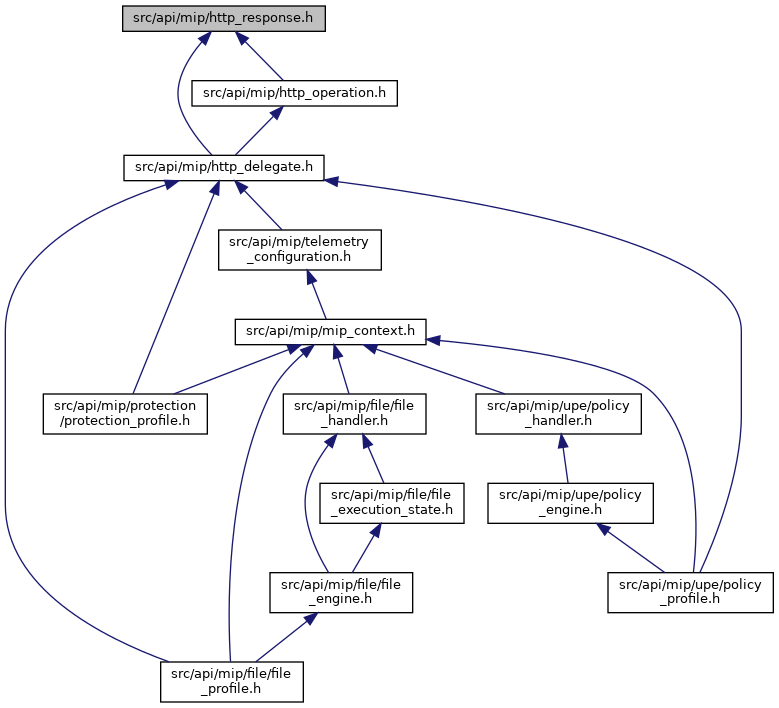 src/api/mip/http_response.h
src/api/mip/http_operation.h
src/api/mip/http_delegate.h
src/api/mip/telemetry
_configuration.h
src/api/mip/mip_context.h
src/api/mip/protection
/protection_profile.h
src/api/mip/file/file
_handler.h
src/api/mip/upe/policy
_handler.h
src/api/mip/file/file
_execution_state.h
src/api/mip/upe/policy
_engine.h
src/api/mip/file/file
_engine.h
src/api/mip/upe/policy
_profile.h
src/api/mip/file/file
_profile.h